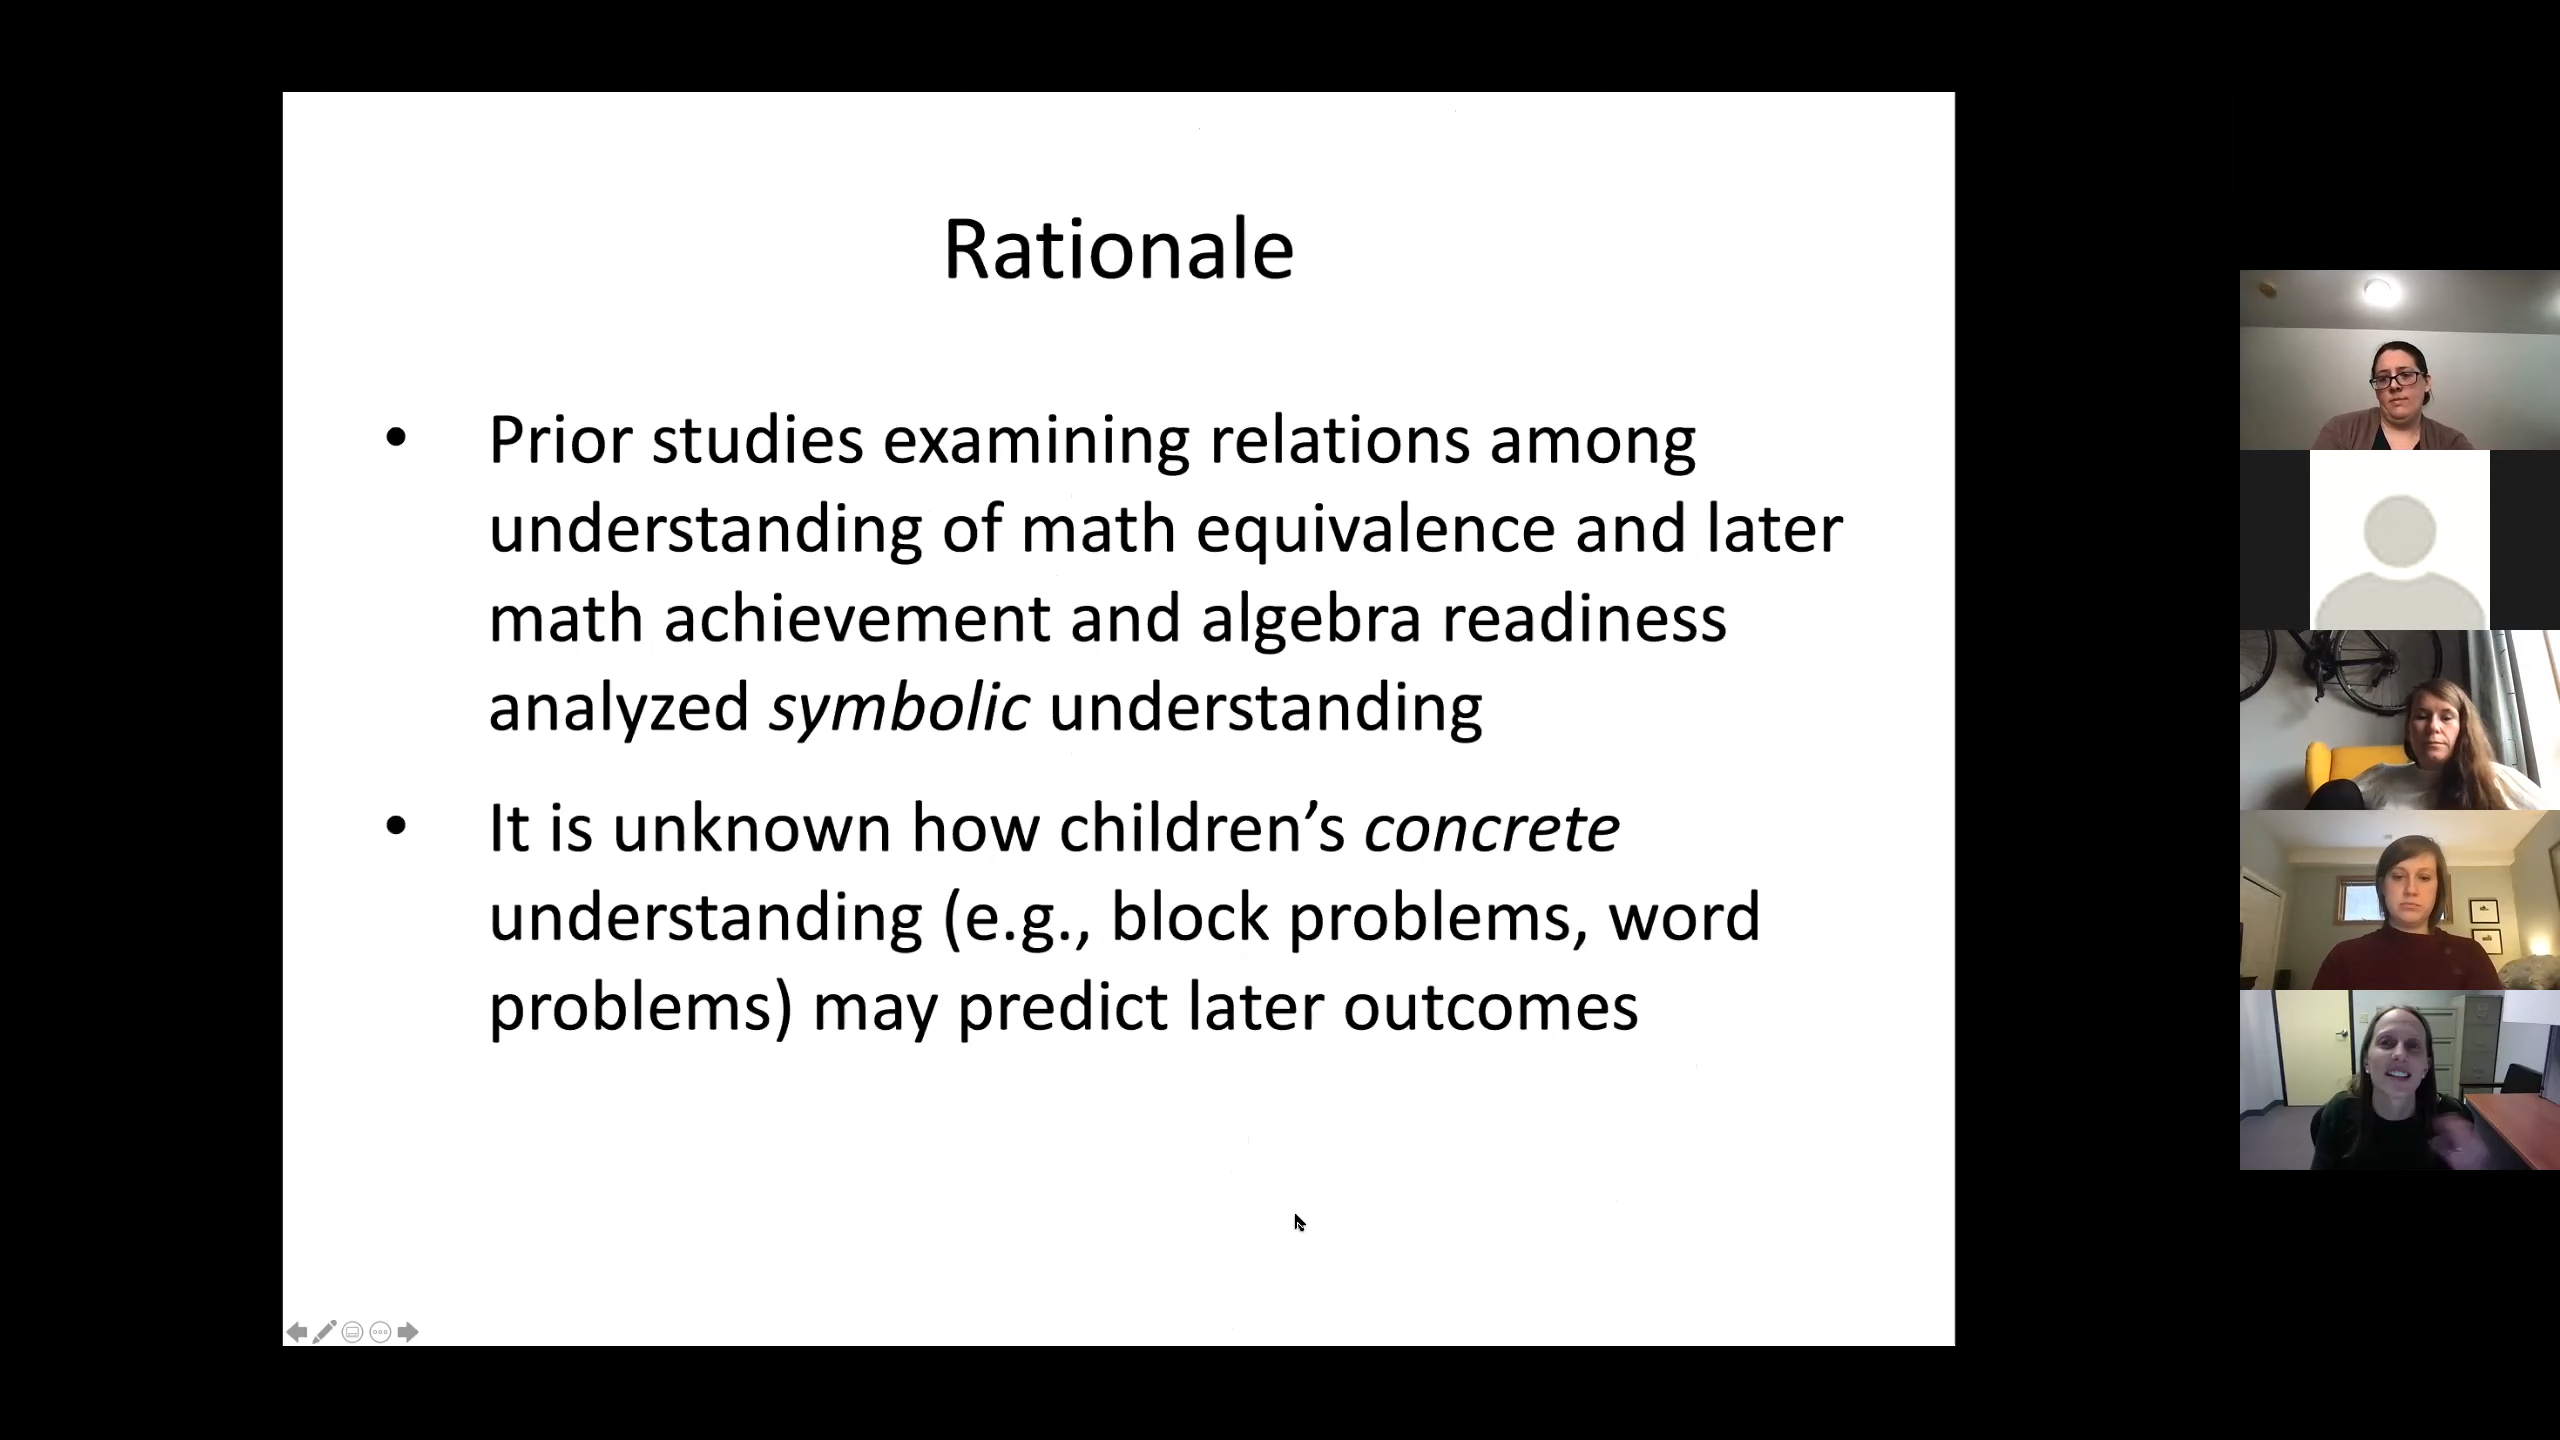 Rationale
• Prior studies examining relations among
understanding of math equivalence and later
math achievement and algebra readiness
analyzed symbolic understanding
• It is unknown how children’s concrete
understanding (e.g., block problems, word
problems) may predict later outcomes